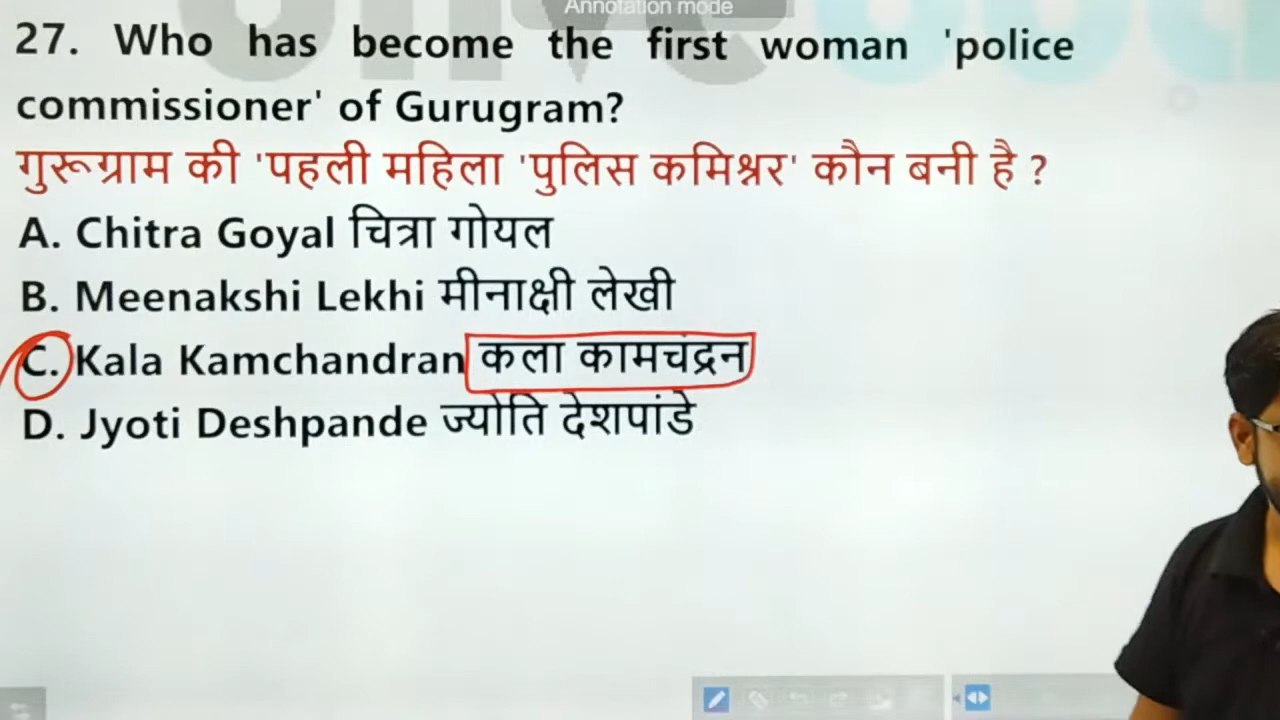 Annotation mode
27. Who has become the first woman 'police
commissioner' of Gurugram?
गुरूग्राम की 'पहली महिला 'पुलिस कमिश्नर' कौन बनी है ?
A. Chitra Goyal चित्रा गोयल
B. Meenakshi Lekhi मीनाक्षी लेखी
C. Kala Kamchandran कला कामचंद्रन
D. Jyoti Deshpande ज्योति देशपांडे